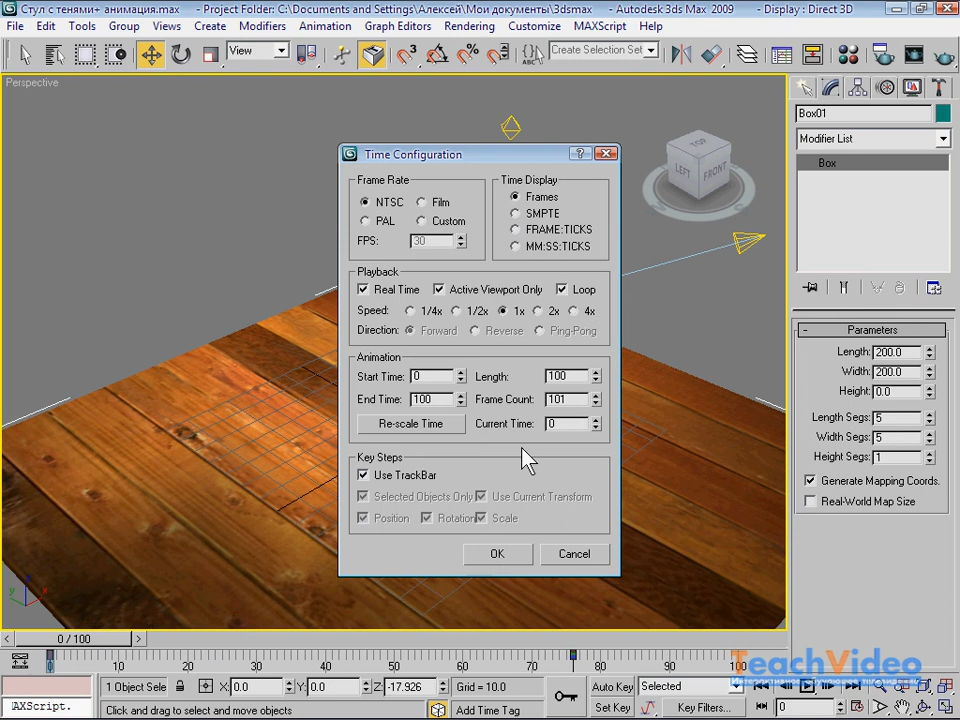 Стул с тенями+ анимация.max - Project Folder: C:\Documents and Settings\Алексей\Мои документы\3dsmax - Autodesk 3ds Max 2009 - Display : Direct 3D
File Edit Tools Group Views Create Modifiers Animation Graph Editors Rendering Customize MAXScript Help
View
Create Selection Set
Perspective
TOP
LEFT FRONT
Box01
Modifier List
Box
Time Configuration
Frame Rate
NTSC Film
PAL Custom
FPS: 30
Time Display
Frames
SMPTE
FRAME:TICKS
MM:SS:TICKS
Playback
Real Time Active Viewport Only Loop
Speed: 1/4x 1/2x 1x 2x 4x
Direction: Forward Reverse Ping-Pong
Animation
Start Time: 0 Length: 100
End Time: 100 Frame Count: 101
Re-scale Time Current Time: 0
Key Steps
Use TrackBar
Selected Objects Only Use Current Transform
Position Rotation Scale
OK Cancel
Parameters
Length: 200.0
Width: 200.0
Height: 0.0
Length Segs: 5
Width Segs: 5
Height Segs: 1
Generate Mapping Coords.
Real-World Map Size
0 / 100
10 20 30 40 50 60 70 80 90 100
TeachVideo
1 Object Sele X: 0.0 Y: 0.0 Z: -17.926 Grid = 10.0 Auto Key Selected
AXScript. Click and drag to select and move objects Add Time Tag Set Key Key Filters... 0